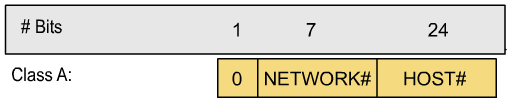 # Bits 1 7 24
Class A: 0 NETWORK# HOST#